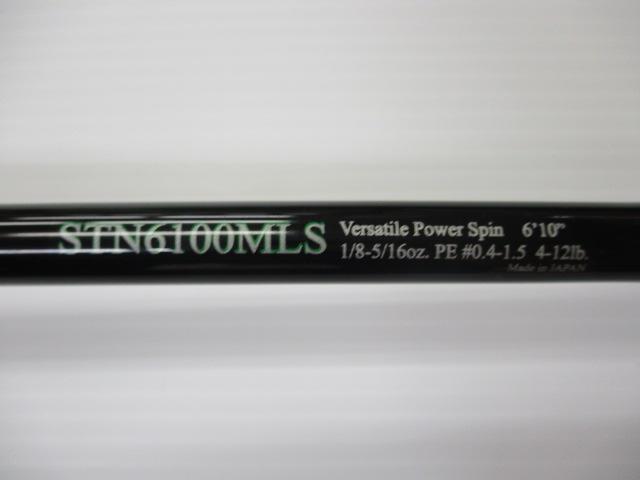 STN6100MLS
Versatile Power Spin 6'10"
1/8-5/16oz. PE #0.4-1.5 4-12lb.
Made in JAPAN